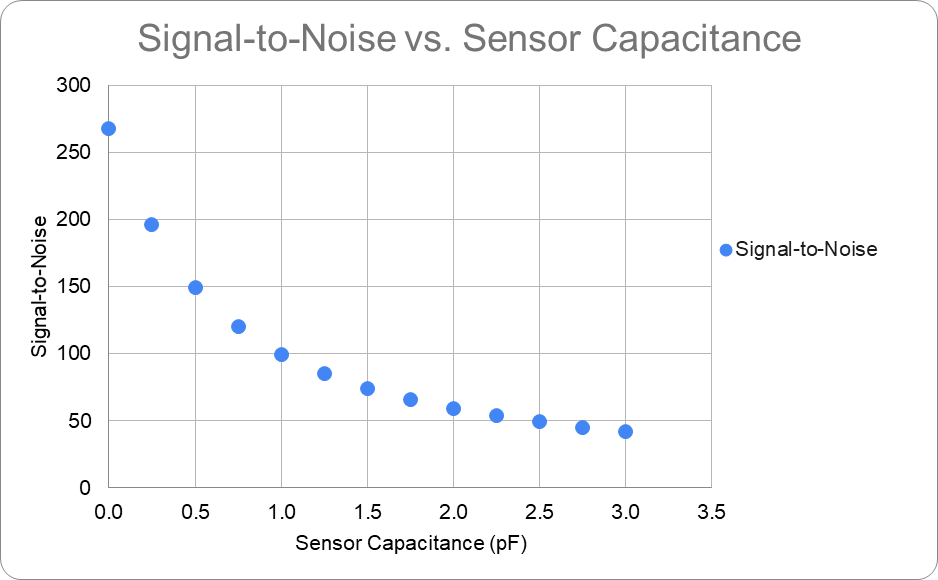 Signal-to-Noise vs. Sensor Capacitance
300
250
200
150
100
50
0
Signal-to-Noise
0.0 0.5 1.0 1.5 2.0 2.5 3.0 3.5
Sensor Capacitance (pF)
Signal-to-Noise